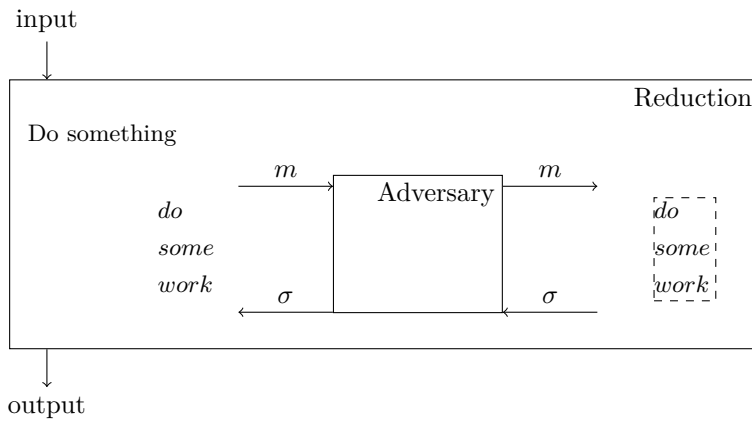 input
Reduction
Do something
m
Adversary
m
do
some
work
do
some
work
σ
σ
output